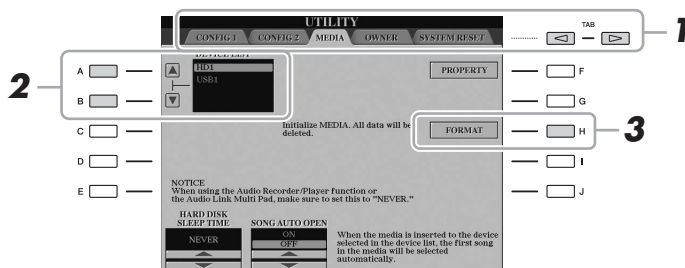 UTILITY
CONFIG 1 CONFIG 2 MEDIA OWNER SYSTEM RESET
TAB
1
DEVICE LIST
HD1
USB1
2
A
B
C
D
E
PROPERTY
F
G
Initialize MEDIA. All data will be
deleted.
FORMAT
H
3
I
J
NOTICE
When using the Audio Recorder/Player function or
the Audio Link Multi Pad, make sure to set this to "NEVER."
HARD DISK
SLEEP TIME
NEVER
SONG AUTO OPEN
ON
OFF
When the media is inserted to the device
selected in the device list, the first song
in the media will be selected
automatically.